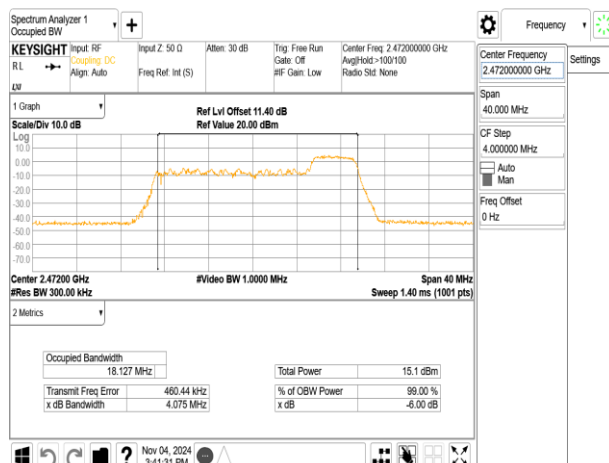 Spectrum Analyzer 1
Occupied BW
Frequency
KEYSIGHT
Input: RF
Coupling: DC
Align: Auto
Input Z: 50 Ω
Freq Ref: Int (S)
Atten: 30 dB
Trig: Free Run
Gate: Off
#IF Gain: Low
Center Freq: 2.472000000 GHz
Avg|Hold:>100/100
Radio Std: None
RL
LXI
Center Frequency
2.472000000 GHz
Settings
Span
40.000 MHz
CF Step
4.000000 MHz
Auto
Man
Freq Offset
0 Hz
1 Graph
Scale/Div 10.0 dB
Ref Lvl Offset 11.40 dB
Ref Value 20.00 dBm
Log
10.0
0.00
-10.0
-20.0
-30.0
-40.0
-50.0
-60.0
-70.0
Center 2.47200 GHz
#Res BW 300.00 kHz
#Video BW 1.0000 MHz
Span 40 MHz
Sweep 1.40 ms (1001 pts)
2 Metrics
Occupied Bandwidth
18.127 MHz
Transmit Freq Error 460.44 kHz
x dB Bandwidth 4.075 MHz
Total Power 15.1 dBm
% of OBW Power 99.00 %
x dB -6.00 dB
?
Nov 04, 2024
3:41:31 PM